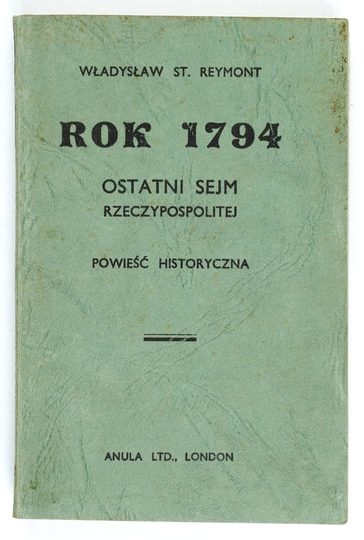 WŁADYSŁAW ST. REYMONT
ROK 1794
OSTATNI SEJM
RZECZYPOSPOLITEJ
POWIEŚĆ HISTORYCZNA
ANULA LTD., LONDON